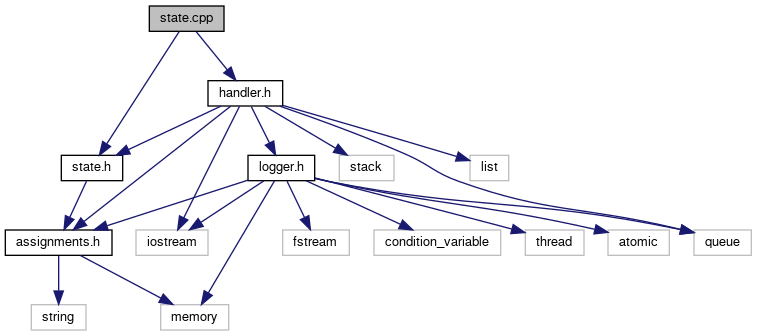 state.cpp
handler.h
state.h
logger.h
stack
list
assignments.h
iostream
fstream
condition_variable
thread
atomic
queue
string
memory